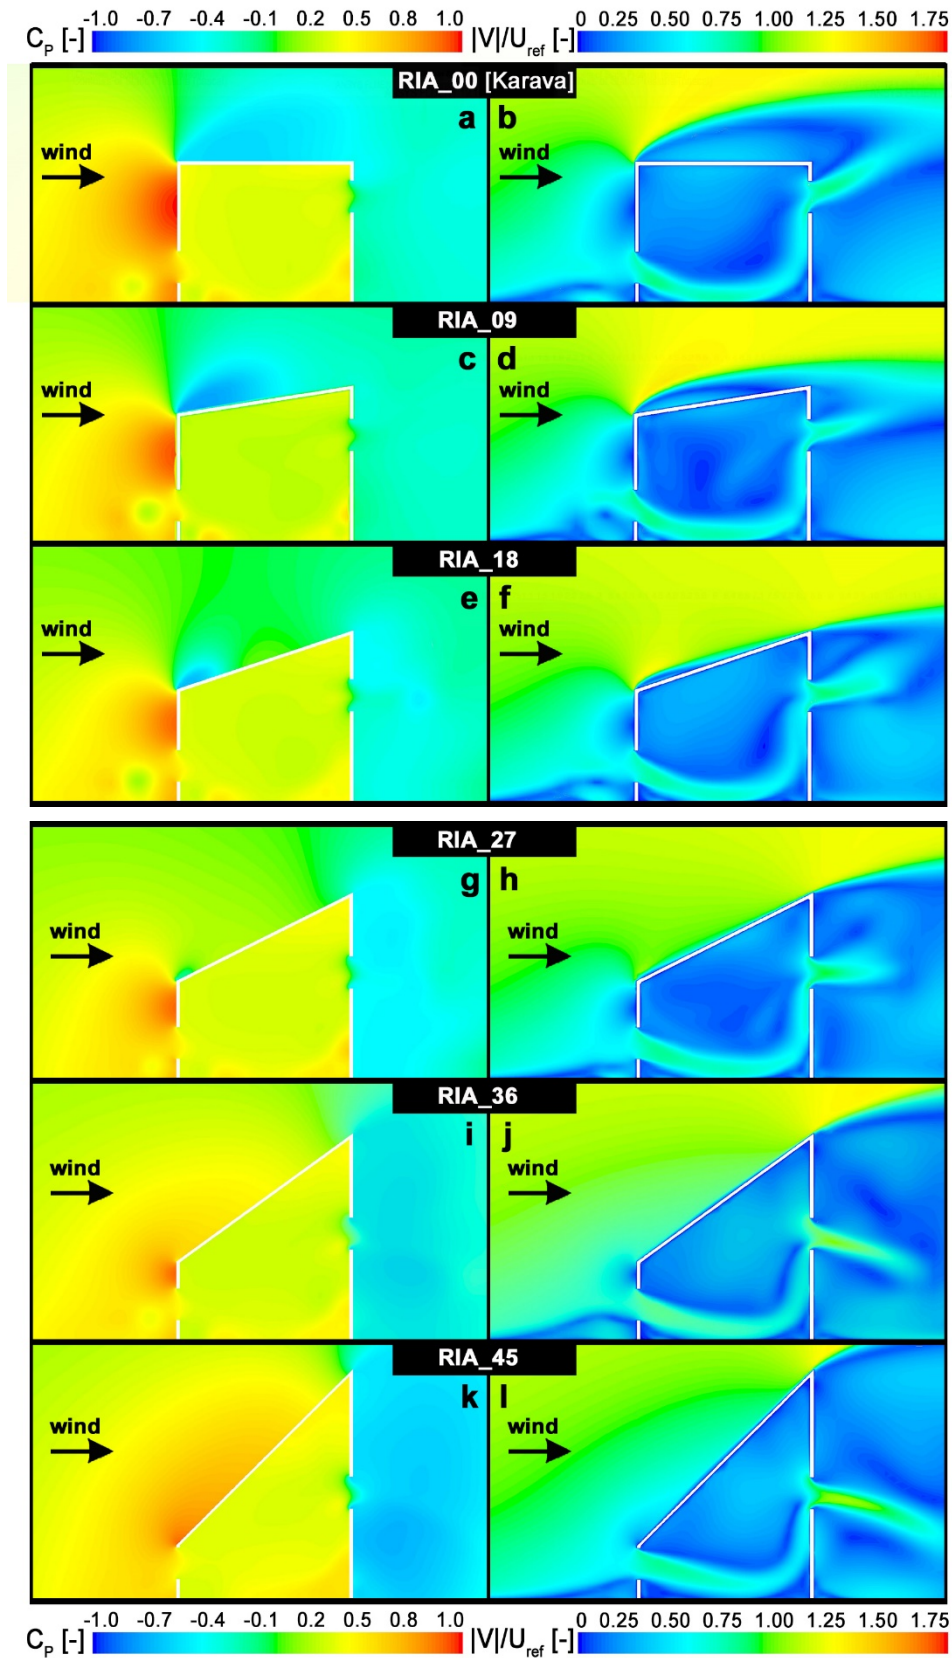 -1.0 -0.7 -0.4 -0.1 0.2 0.5 0.8 1.0 0 0.25 0.50 0.75 1.00 1.25 1.50 1.75
CP [-] |V|/Uref [-]
RIA_00 [Karava]
a b
wind wind
RIA_09
c d
wind wind
RIA_18
e f
wind wind
RIA_27
g h
wind wind
RIA_36
i j
wind wind
RIA_45
k l
wind wind
-1.0 -0.7 -0.4 -0.1 0.2 0.5 0.8 1.0 0 0.25 0.50 0.75 1.00 1.25 1.50 1.75
CP [-] |V|/Uref [-]